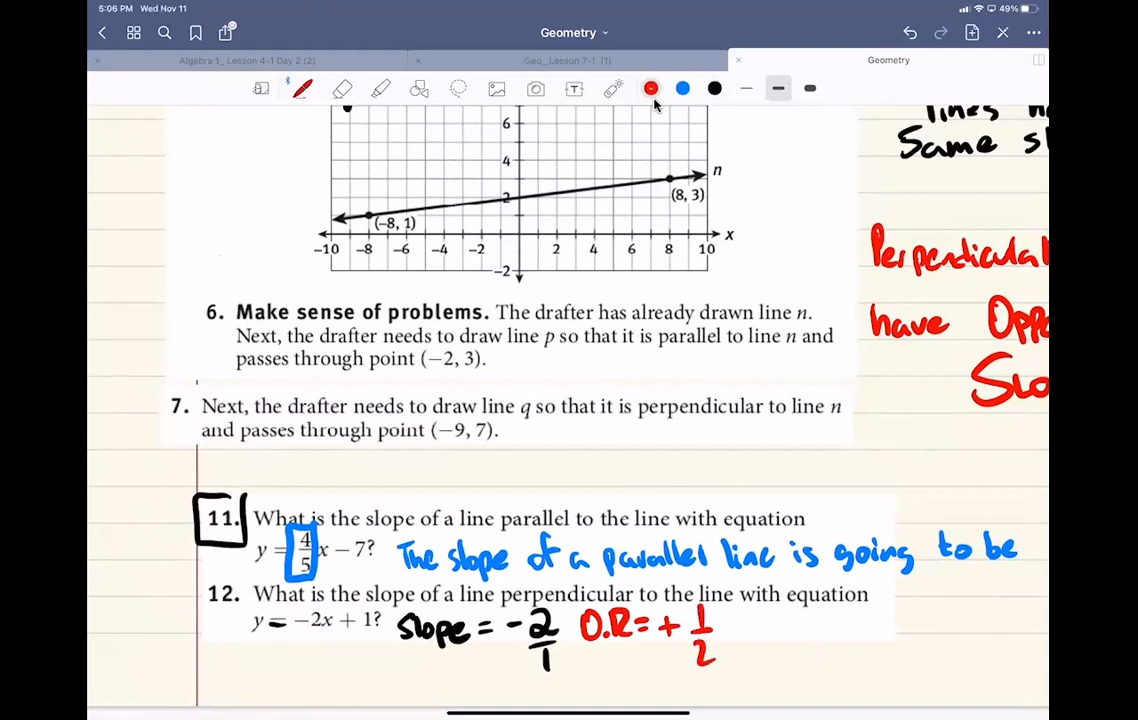 5:06 PM Wed Nov 11
49%
Geometry
Algebra 1_ Lesson 4-1 Day 2 (2)
Geo_ Lesson 7-1 (1)
Geometry
T
lines
Same
6
4
2
n
(8, 3)
(−8, 1)
−10 −8 −6 −4 −2 2 4 6 8 10 x
−2
Perpendicular
have
6. Make sense of problems. The drafter has already drawn line n.
Next, the drafter needs to draw line p so that it is parallel to line n and
passes through point (−2, 3).
7. Next, the drafter needs to draw line q so that it is perpendicular to line n
and passes through point (−9, 7).
11. What is the slope of a line parallel to the line with equation
y = 4/5 x − 7? The slope of a parallel line is going to be
12. What is the slope of a line perpendicular to the line with equation
y = −2x + 1? Slope = -2/1 O.R = + 1/2